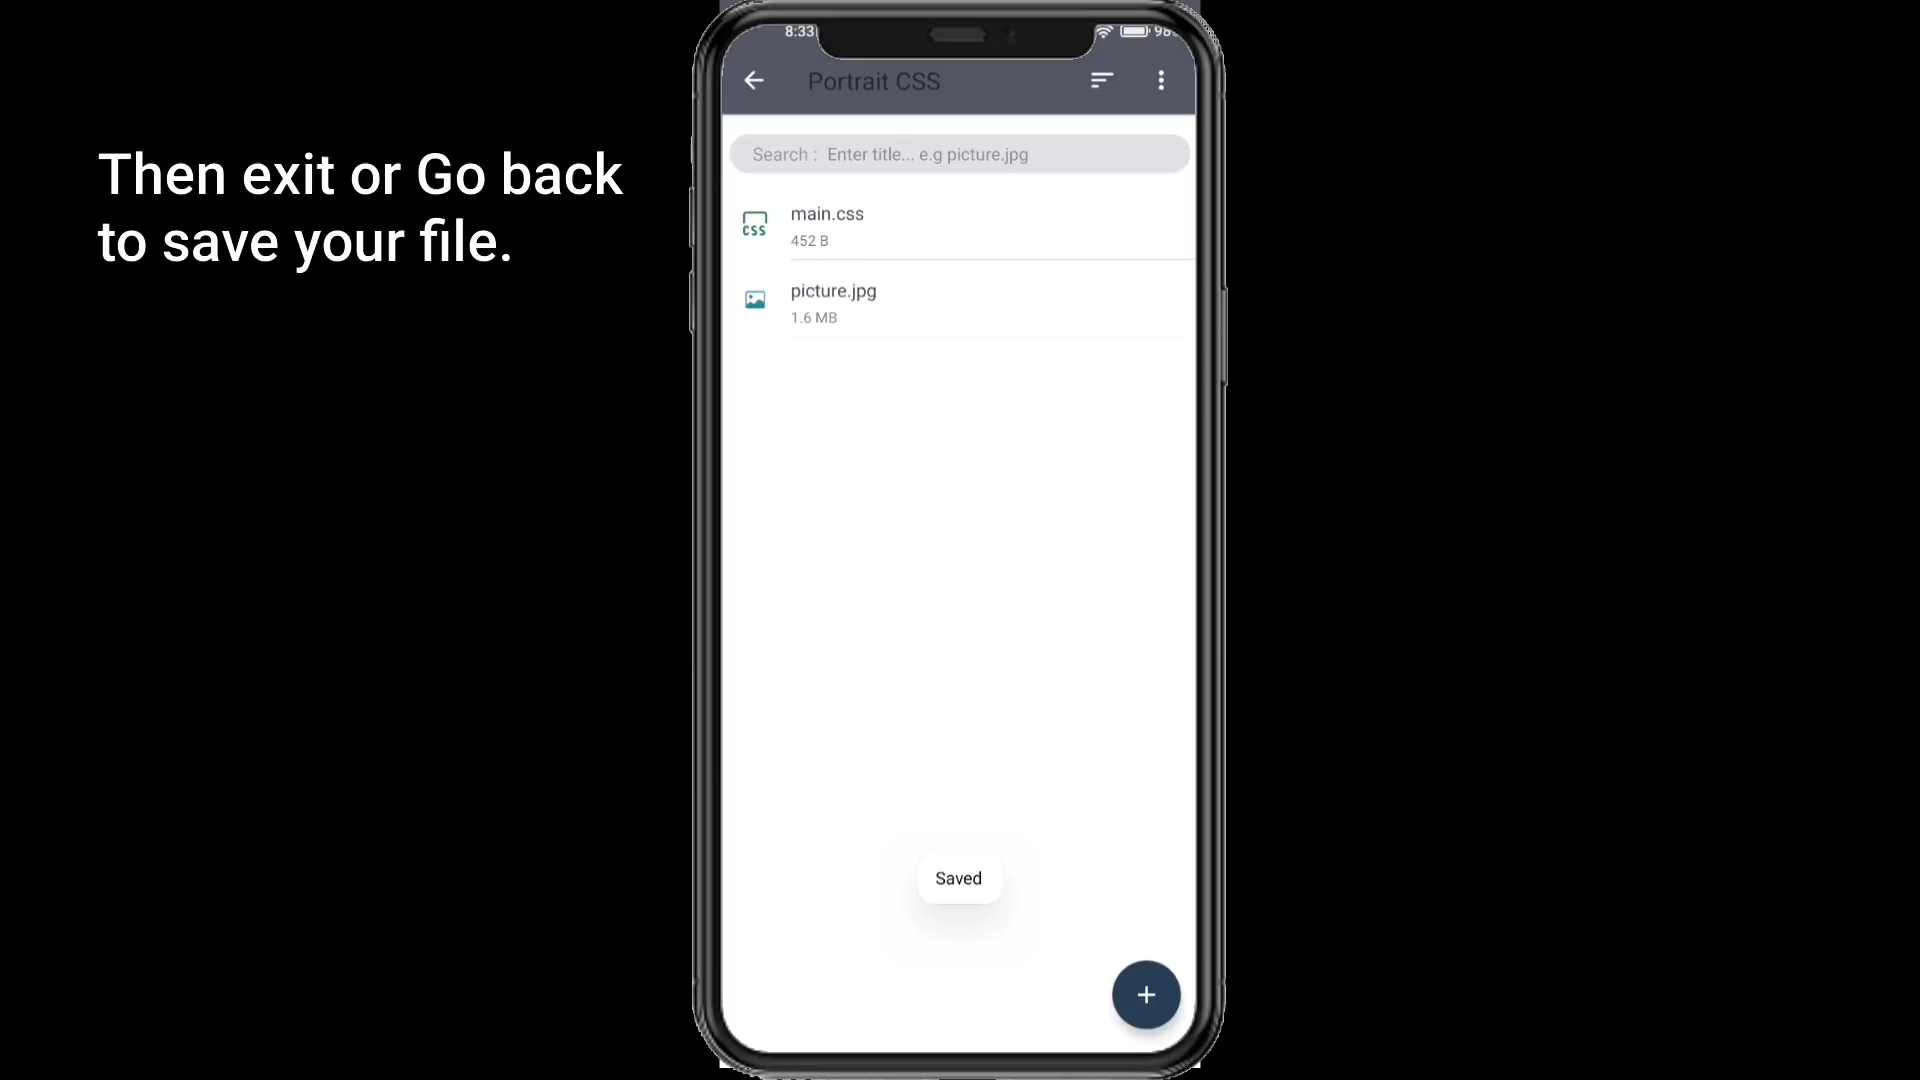 Then exit or Go back
to save your file.
8:33
Portrait CSS
Search : Enter title... e.g picture.jpg
CSS
main.css
452 B
picture.jpg
1.6 MB
Saved